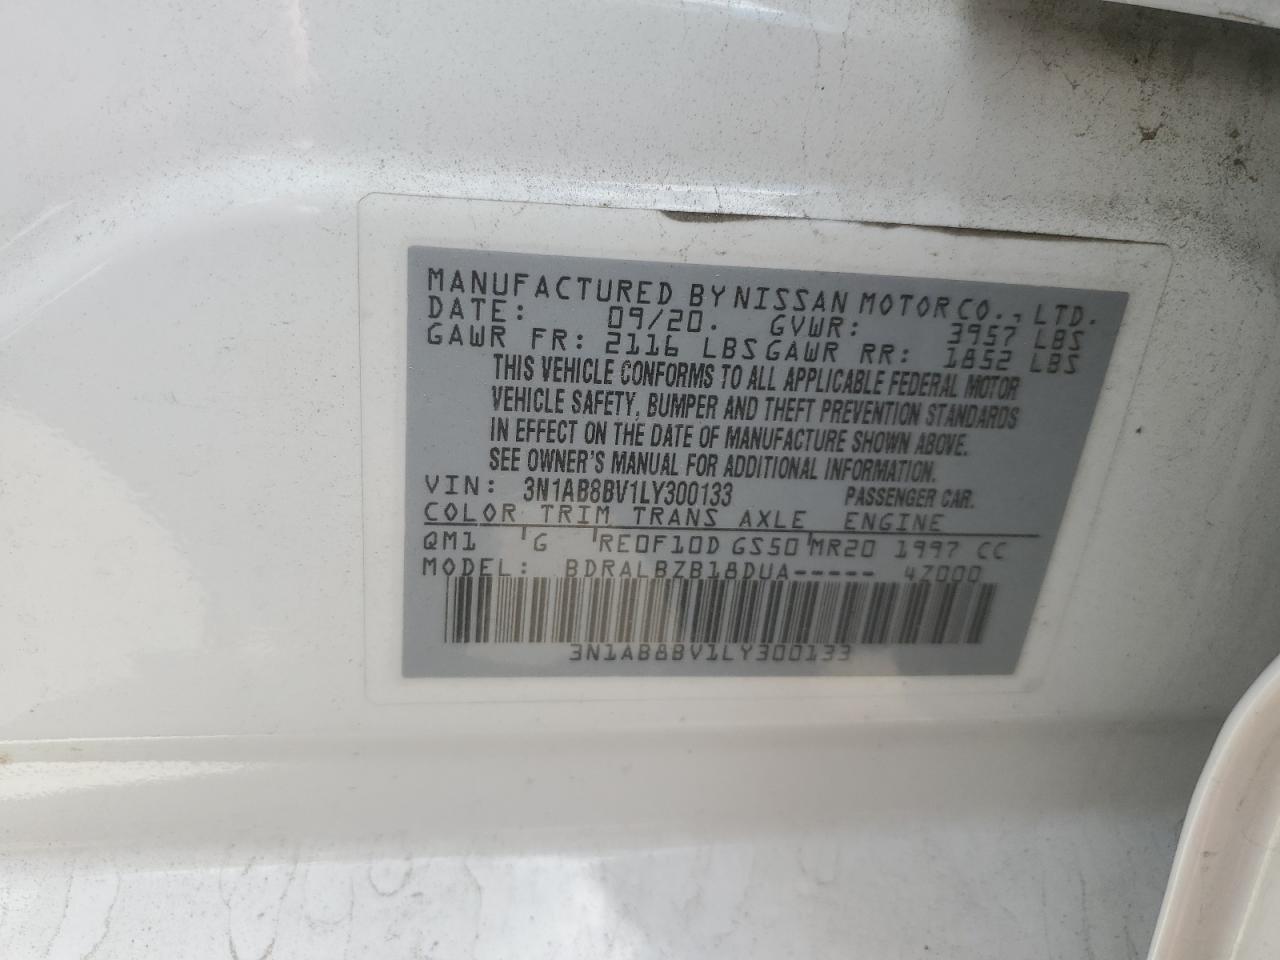 MANUFACTURED BY NISSAN MOTOR CO., LTD.
DATE: 09/20. GVWR: 3957 LBS
GAWR FR: 2116 LBS GAWR RR: 1852 LBS
THIS VEHICLE CONFORMS TO ALL APPLICABLE FEDERAL MOTOR
VEHICLE SAFETY, BUMPER AND THEFT PREVENTION STANDARDS
IN EFFECT ON THE DATE OF MANUFACTURE SHOWN ABOVE.
SEE OWNER'S MANUAL FOR ADDITIONAL INFORMATION.
VIN: 3N1AB8BV1LY300133 PASSENGER CAR.
COLOR TRIM TRANS AXLE ENGINE
QM1 G RE0F10D GS50 MR20 1997 CC
MODEL: BDRALBZB18DUA----- 4Z000
3N1AB8BV1LY300133